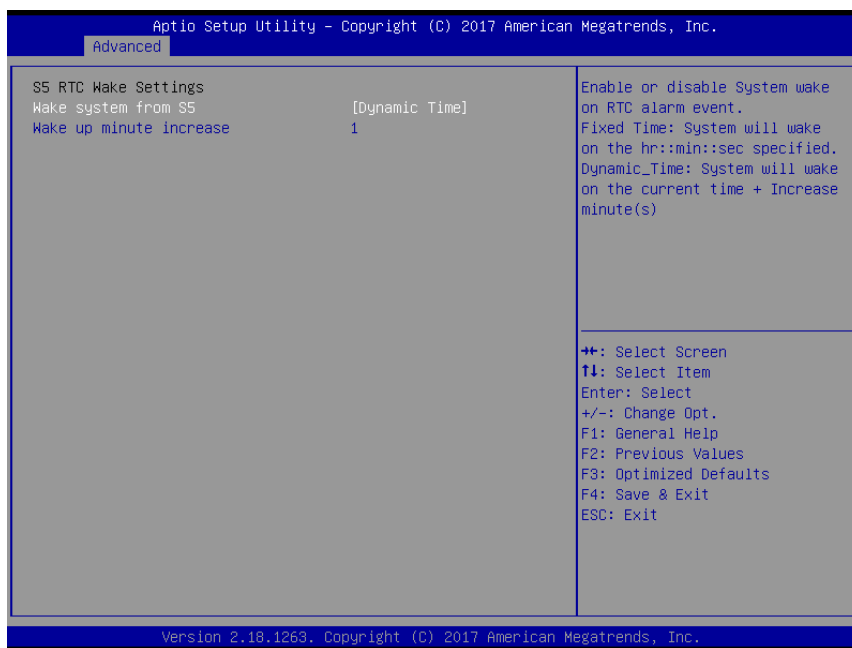 Aptio Setup Utility – Copyright (C) 2017 American Megatrends, Inc.
Advanced
S5 RTC Wake Settings
Wake system from S5 [Dynamic Time]
Wake up minute increase 1
Enable or disable System wake
on RTC alarm event.
Fixed Time: System will wake
on the hr::min::sec specified.
Dynamic_Time: System will wake
on the current time + Increase
minute(s)
→←: Select Screen
↑↓: Select Item
Enter: Select
+/-: Change Opt.
F1: General Help
F2: Previous Values
F3: Optimized Defaults
F4: Save & Exit
ESC: Exit
Version 2.18.1263. Copyright (C) 2017 American Megatrends, Inc.